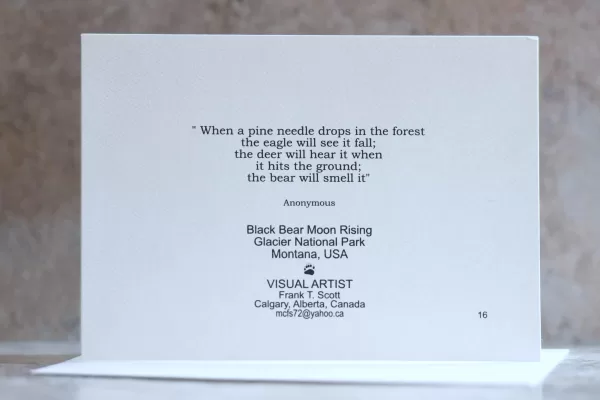 " When a pine needle drops in the forest
the eagle will see it fall;
the deer will hear it when
it hits the ground;
the bear will smell it"
Anonymous
Black Bear Moon Rising
Glacier National Park
Montana, USA
VISUAL ARTIST
Frank T. Scott
Calgary, Alberta, Canada
mcfs72@yahoo.ca
16